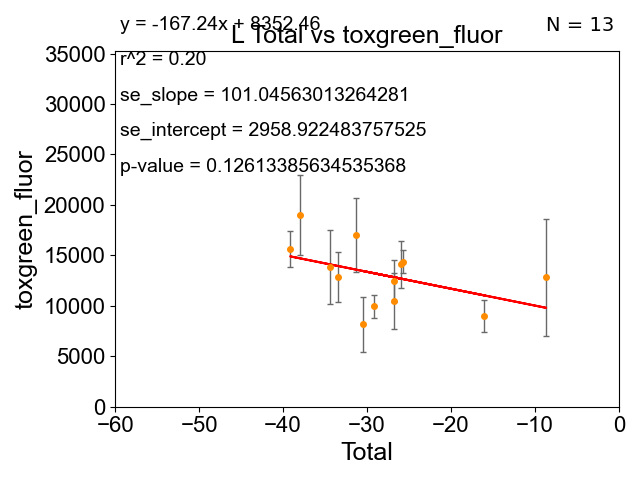 y = -167.24x + 8352.46
N = 13
L Total vs toxgreen_fluor
r^2 = 0.20
se_slope = 101.04563013264281
se_intercept = 2958.922483757525
p-value = 0.12613385634535368
35000
30000
25000
20000
15000
10000
5000
0
toxgreen_fluor
−60 −50 −40 −30 −20 −10 0
Total